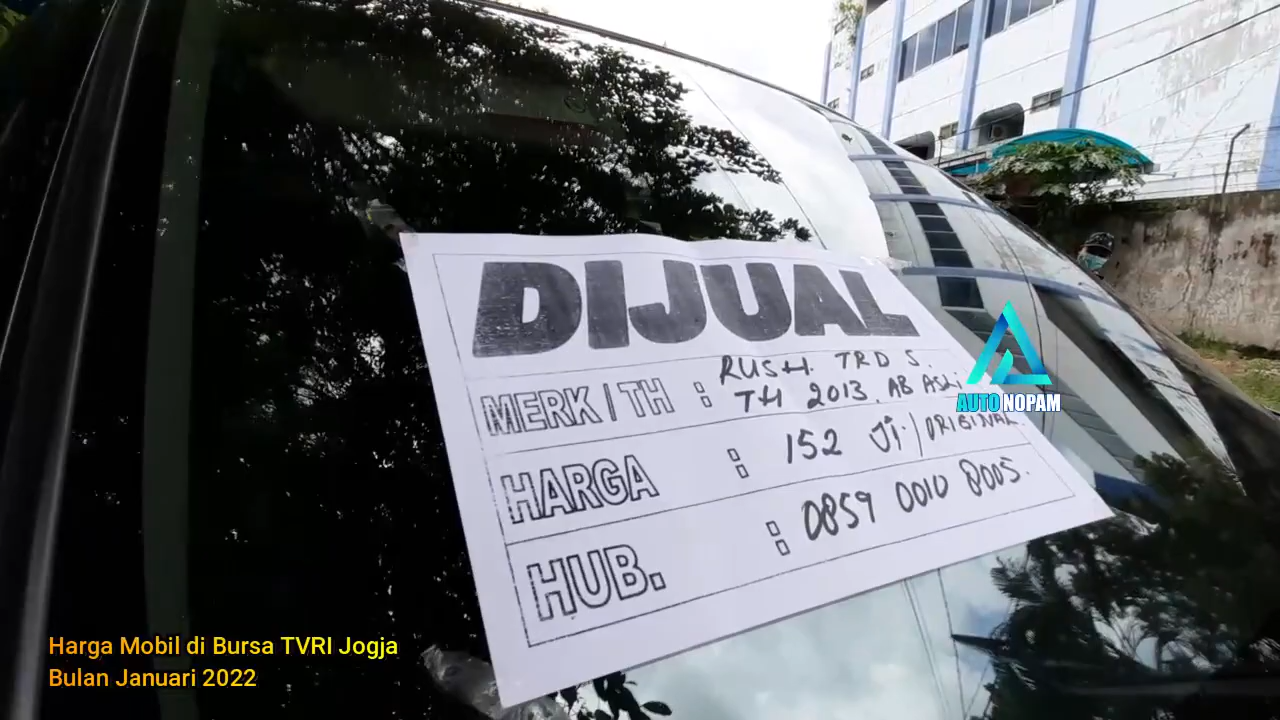 DIJUAL
MERK / TH : RUSH TRD S.
TH 2013. AB ASLI
HARGA : 152 Jt / ORIGINAL
HUB. : 0859 0010 8005.
AUTO NOPAM
Harga Mobil di Bursa TVRI Jogja
Bulan Januari 2022